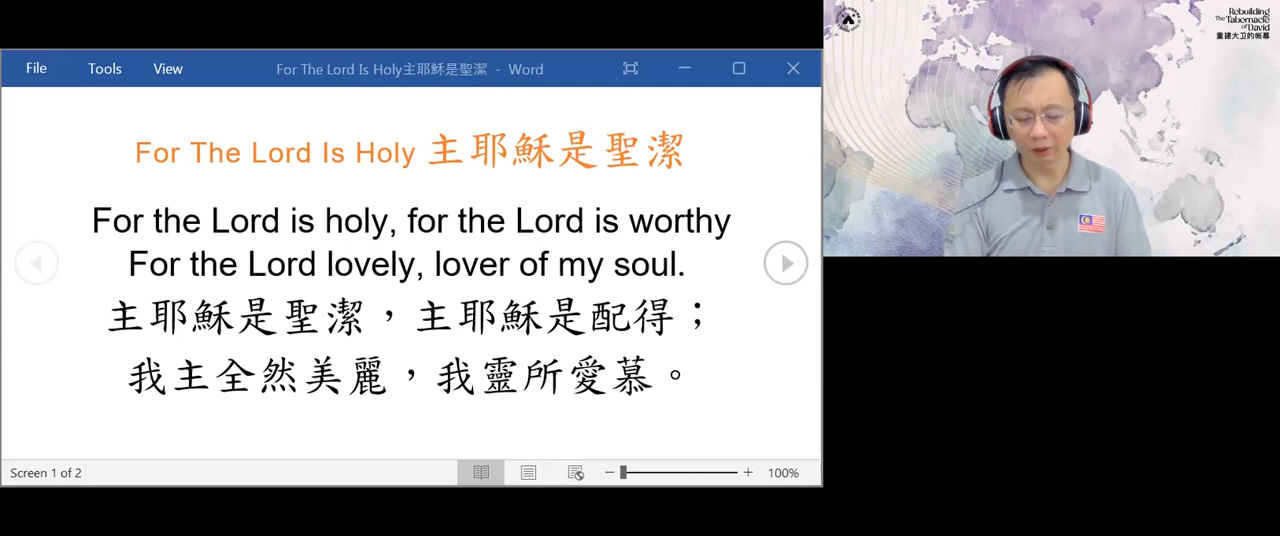 File Tools View For The Lord Is Holy主耶穌是聖潔 - Word
For The Lord Is Holy 主耶穌是聖潔
For the Lord is holy, for the Lord is worthy
For the Lord lovely, lover of my soul.
主耶穌是聖潔，主耶穌是配得；
我主全然美麗，我靈所愛慕。
Screen 1 of 2
100%
Rebuilding
The Tabernacle
of David
重建大卫的帐幕